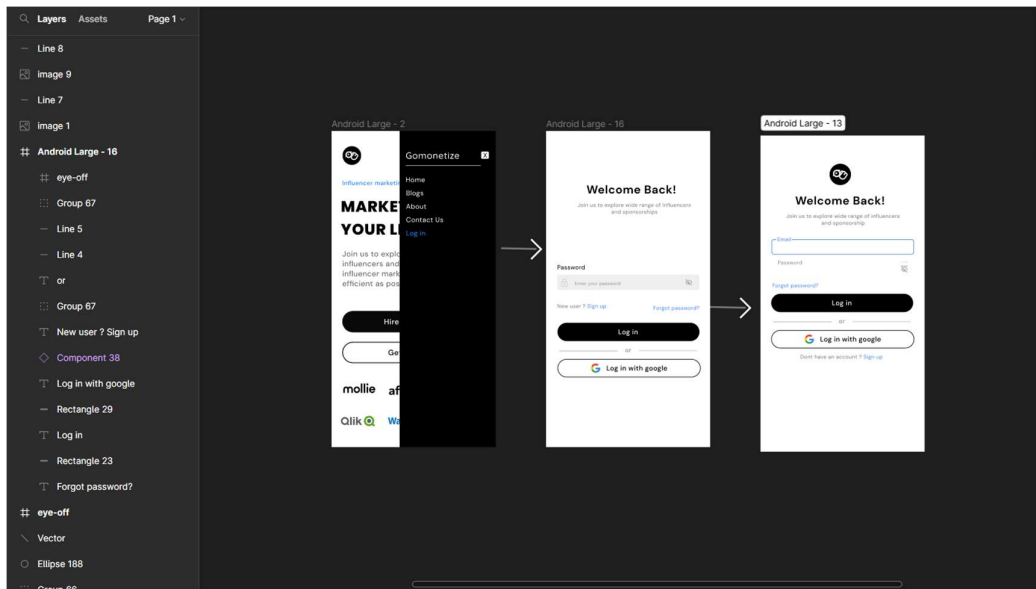 Layers Assets Page 1
Line 8
image 9
Line 7
image 1
Android Large - 16
eye-off
Group 67
Line 5
Line 4
or
Group 67
New user ? Sign up
Component 38
Log in with google
Rectangle 29
Log in
Rectangle 23
Forgot password?
eye-off
Vector
Ellipse 188
Group 66
Android Large - 2
Influencer marketi
MARKE
YOUR LI
Join us to explo
influencers and
influencer mark
efficient as pos
Hire
Ge
mollie af
Qlik Wa
Gomonetize X
Home
Blogs
About
Contact Us
Log in
Android Large - 16
Welcome Back!
Join us to explore wide range of Influencers
and sponsorships
Password
Enter your password
New user ? Sign up Forgot password?
Log in
or
Log in with google
Android Large - 13
Welcome Back!
Join us to explore wide range of influencers
and sponsorship
Email
Password
Forgot password?
Log in
or
Log in with google
Dont have an account ? Sign up